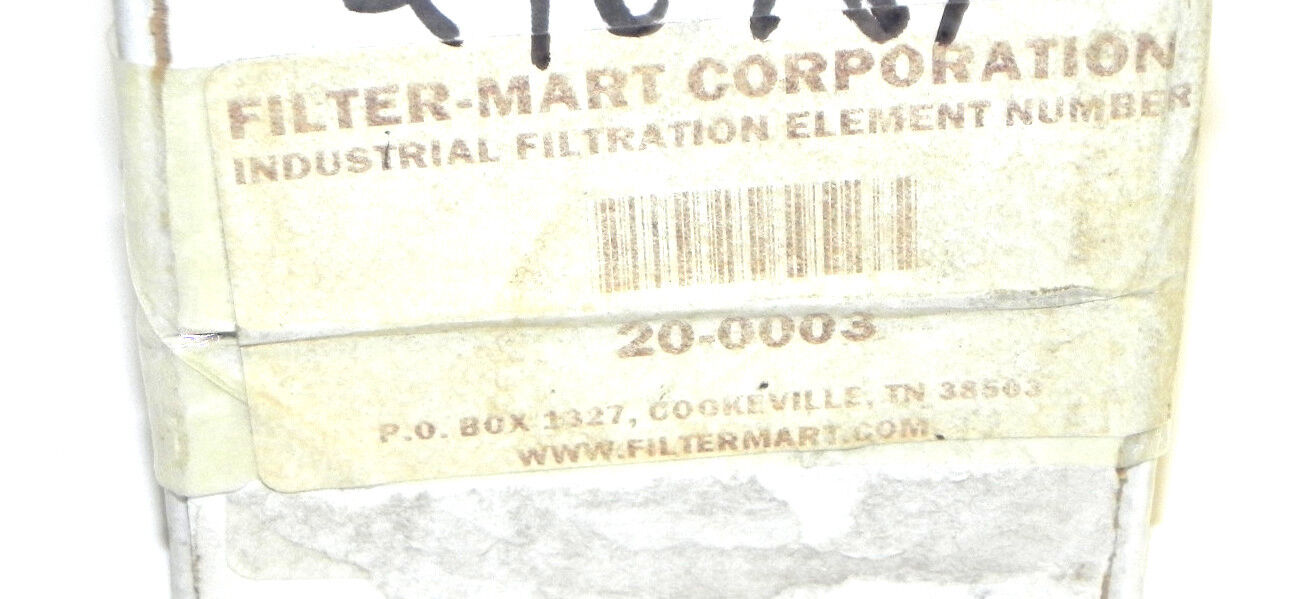 FILTER-MART CORPORATION
INDUSTRIAL FILTRATION ELEMENT NUMBER
20-0003
P.O. BOX 1327, COOKEVILLE, TN 38503
WWW.FILTERMART.COM